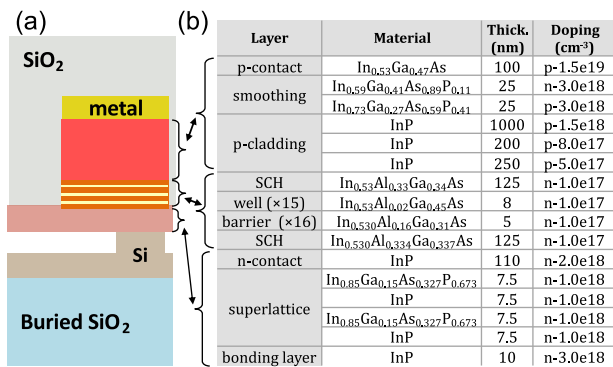 (a)
SiO2
metal
Si
Buried SiO2
(b)
Layer Material Thick. (nm) Doping (cm-3)
p-contact In0.53Ga0.47As 100 p-1.5e19
smoothing In0.59Ga0.41As0.89P0.11 25 n-3.0e18
In0.73Ga0.27As0.59P0.41 25 p-3.0e18
p-cladding InP 1000 p-1.5e18
InP 200 p-8.0e17
InP 250 p-5.0e17
SCH In0.53Al0.33Ga0.34As 125 n-1.0e17
well (×15) In0.53Al0.02Ga0.45As 8 n-1.0e17
barrier (×16) In0.530Al0.16Ga0.31As 5 n-1.0e17
SCH In0.530Al0.334Ga0.337As 125 n-1.0e17
n-contact InP 110 n-2.0e18
superlattice In0.85Ga0.15As0.327P0.673 7.5 n-1.0e18
InP 7.5 n-1.0e18
In0.85Ga0.15As0.327P0.673 7.5 n-1.0e18
InP 7.5 n-1.0e18
bonding layer InP 10 n-3.0e18